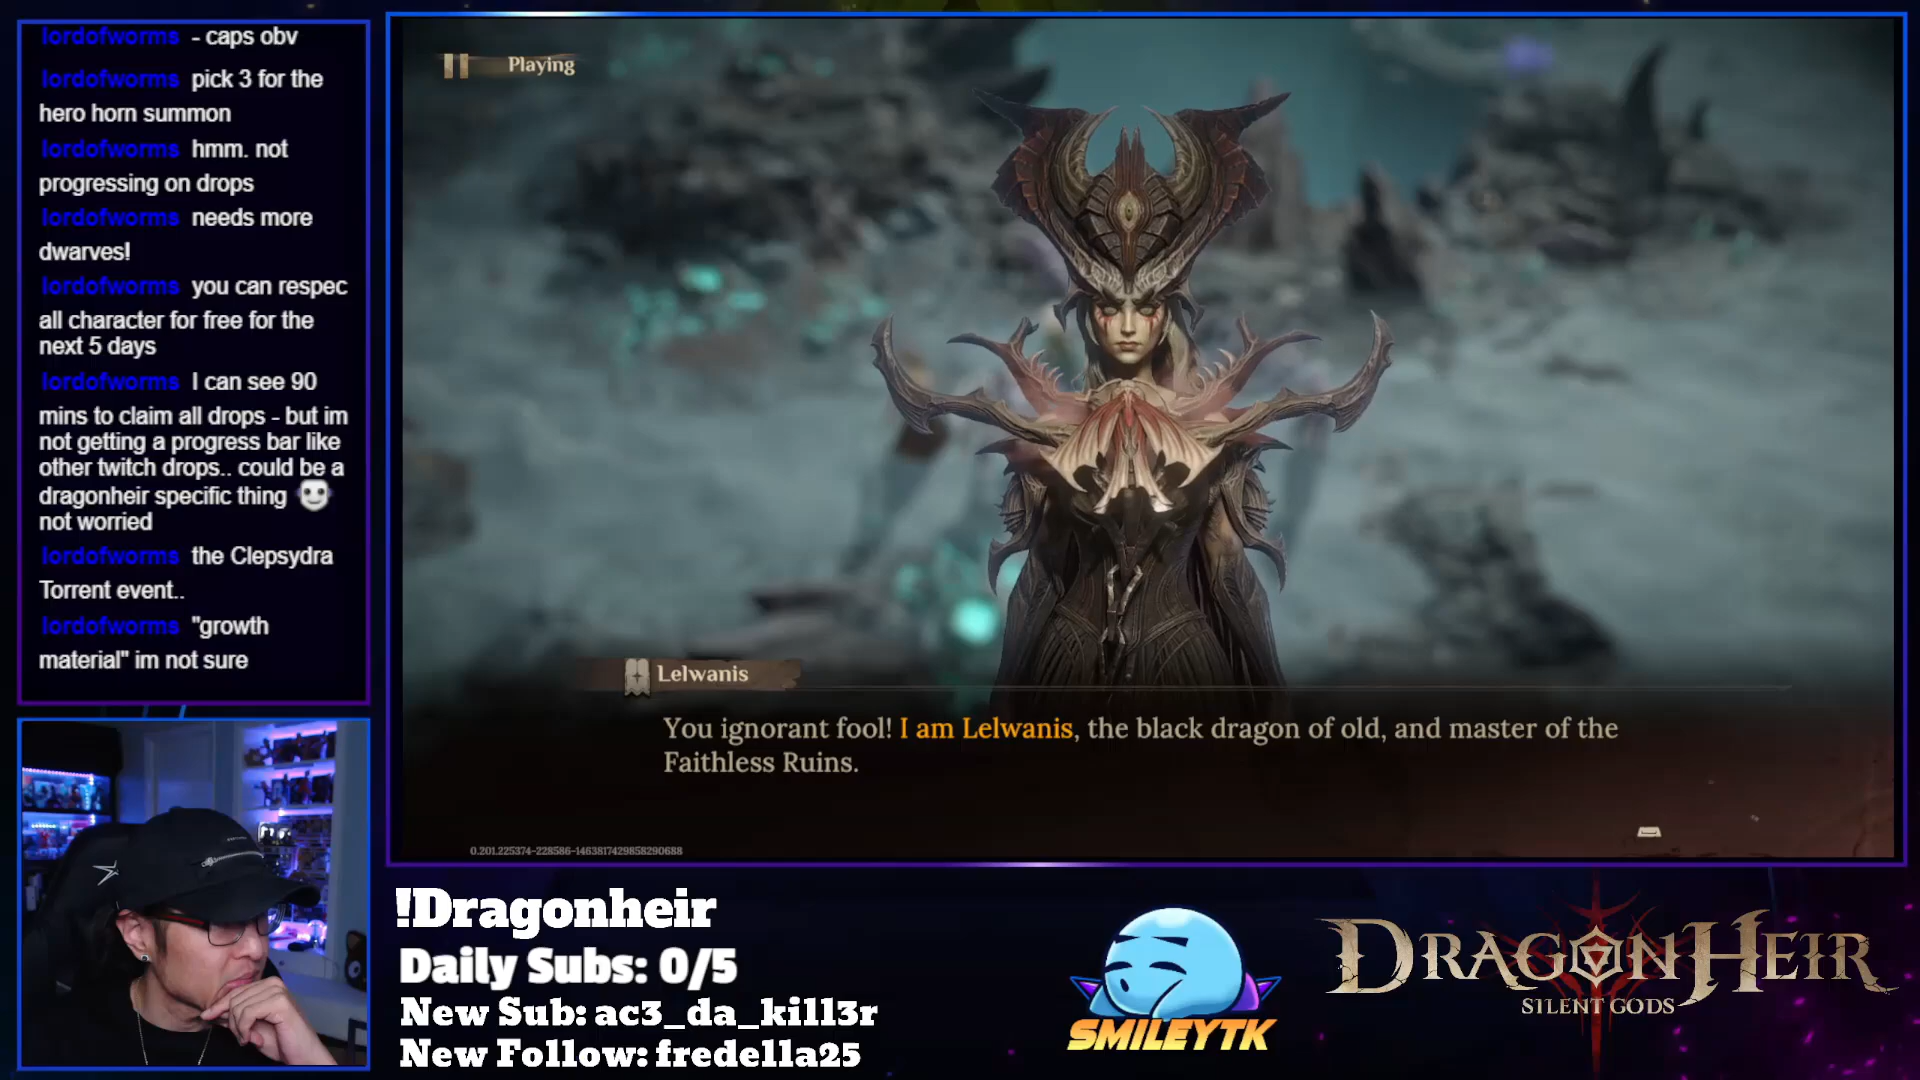 lordofworms - caps obv
lordofworms pick 3 for the
hero horn summon
lordofworms hmm. not
progressing on drops
lordofworms needs more
dwarves!
lordofworms you can respec
all character for free for the
next 5 days
lordofworms I can see 90
mins to claim all drops - but im
not getting a progress bar like
other twitch drops.. could be a
dragonheir specific thing
not worried
lordofworms the Clepsydra
Torrent event..
lordofworms "growth
material" im not sure
Playing
Lelwanis
You ignorant fool! I am Lelwanis, the black dragon of old, and master of the
Faithless Ruins.
0.201.225374-228586-1463817429858290688
!Dragonheir
Daily Subs: 0/5
New Sub: ac3_da_kill3r
New Follow: fredella25
SMILEYTK
DRAGONHEIR
SILENT GODS